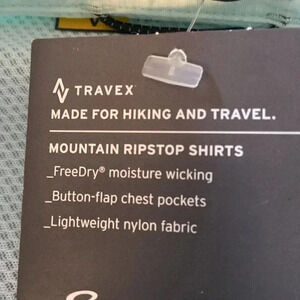 TRAVEX
MADE FOR HIKING AND TRAVEL.
MOUNTAIN RIPSTOP SHIRTS
_FreeDry® moisture wicking
_Button-flap chest pockets
_Lightweight nylon fabric